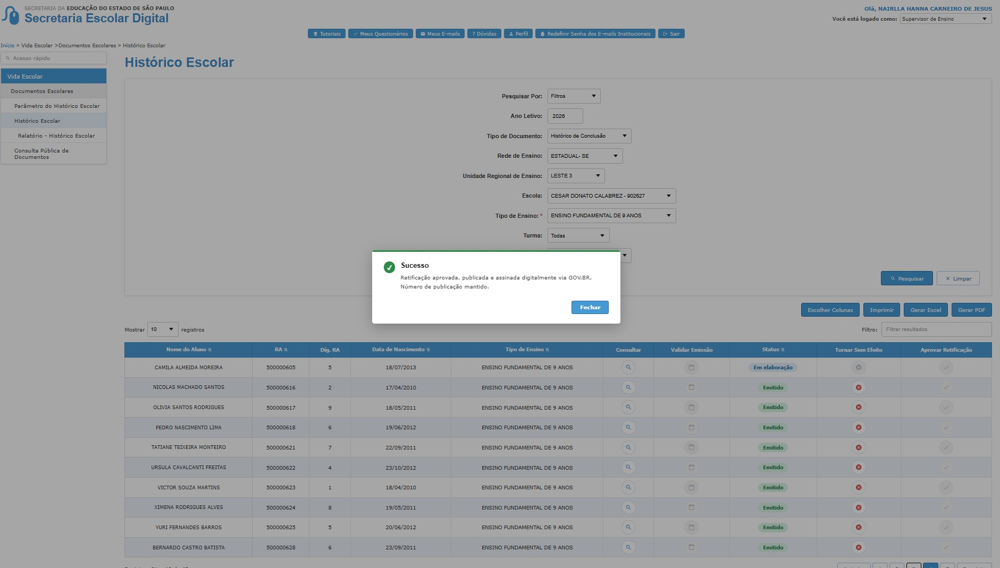 SECRETARIA DA EDUCAÇÃO DO ESTADO DE SÃO PAULO
Secretaria Escolar Digital
Olá, NAIRLLA HANNA CARNEIRO DE JESUS
Você está logado como: Supervisor de Ensino
Tutoriais Meus Questionários Meus E-mails ? Dúvidas Perfil Redefinir Senha dos E-mails Institucionais Sair
Início » Vida Escolar >Documentos Escolares » Histórico Escolar
Acesso rápido
Vida Escolar
Documentos Escolares
Parâmetro do Histórico Escolar
Histórico Escolar
Relatório - Histórico Escolar
Consulta Pública de
Documentos
Histórico Escolar
Pesquisar Por: Filtros
Ano Letivo: 2026
Tipo de Documento: Histórico de Conclusão
Rede de Ensino: ESTADUAL- SE
Unidade Regional de Ensino: LESTE 3
Escola: CESAR DONATO CALABREZ - 902627
Tipo de Ensino: * ENSINO FUNDAMENTAL DE 9 ANOS
Turma: Todas
Sucesso
Retificação aprovada, publicada e assinada digitalmente via GOV.BR.
Número de publicação mantido.
Fechar
Pesquisar Limpar
Escolher Colunas Imprimir Gerar Excel Gerar PDF
Mostrar 10 registros
Filtro: Filtrar resultados
Nome do Aluno RA Dig. RA Data de Nascimento Tipo de Ensino Consultar Validar Emissão Status Tornar Sem Efeito Aprovar Retificação
CAMILA ALMEIDA MOREIRA 500000605 5 18/07/2013 ENSINO FUNDAMENTAL DE 9 ANOS Em elaboração
NICOLAS MACHADO SANTOS 500000616 2 17/04/2010 ENSINO FUNDAMENTAL DE 9 ANOS Emitido
OLIVIA SANTOS RODRIGUES 500000617 9 18/05/2011 ENSINO FUNDAMENTAL DE 9 ANOS Emitido
PEDRO NASCIMENTO LIMA 500000618 6 19/06/2012 ENSINO FUNDAMENTAL DE 9 ANOS Emitido
TATIANE TEIXEIRA MONTEIRO 500000621 7 22/09/2011 ENSINO FUNDAMENTAL DE 9 ANOS Emitido
URSULA CAVALCANTI FREITAS 500000622 4 23/10/2012 ENSINO FUNDAMENTAL DE 9 ANOS Emitido
VICTOR SOUZA MARTINS 500000623 1 18/04/2010 ENSINO FUNDAMENTAL DE 9 ANOS Emitido
XIMENA RODRIGUES ALVES 500000624 8 19/05/2011 ENSINO FUNDAMENTAL DE 9 ANOS Emitido
YURI FERNANDES BARROS 500000625 5 20/06/2012 ENSINO FUNDAMENTAL DE 9 ANOS Emitido
BERNARDO CASTRO BATISTA 500000628 6 23/09/2011 ENSINO FUNDAMENTAL DE 9 ANOS Emitido